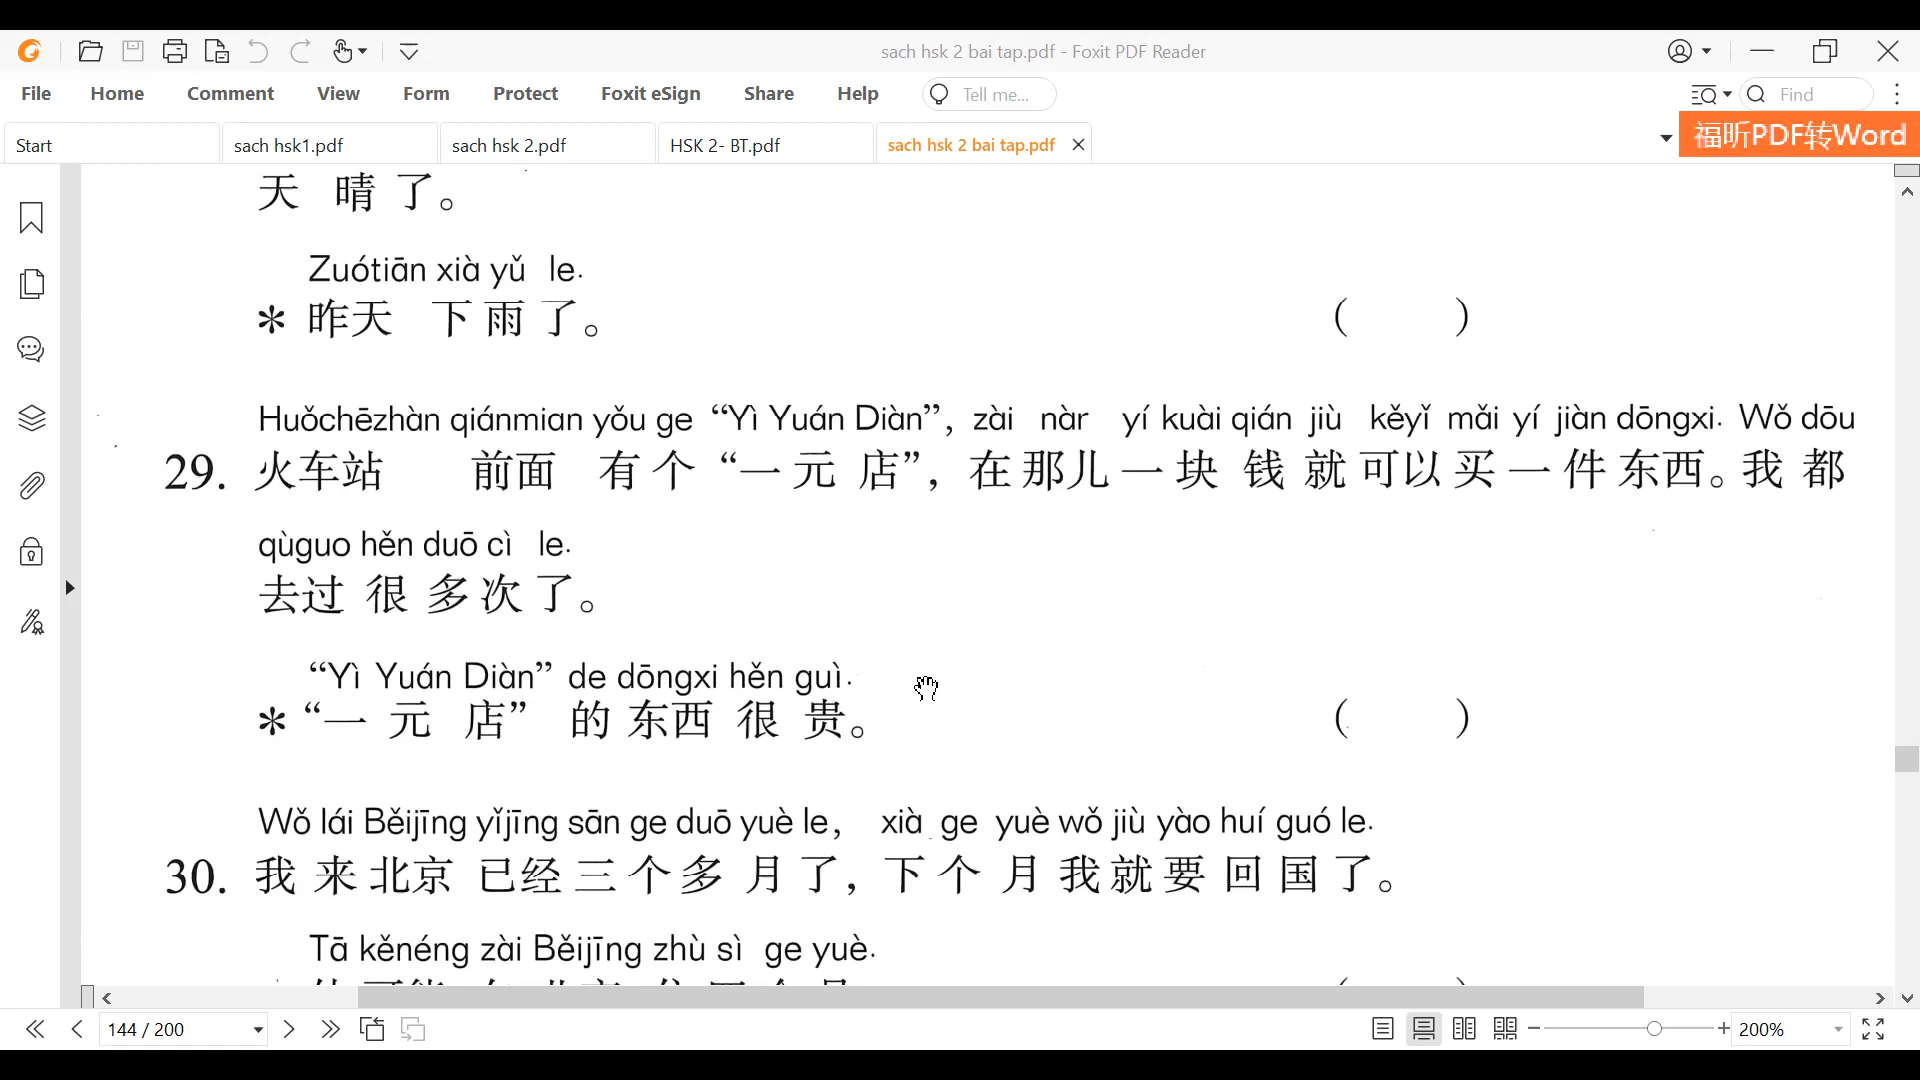 sach hsk 2 bai tap.pdf - Foxit PDF Reader
File Home Comment View Form Protect Foxit eSign Share Help Tell me... Find
福昕PDF转Word
Start sach hsk1.pdf sach hsk 2.pdf HSK 2- BT.pdf sach hsk 2 bai tap.pdf
天 晴 了。
Zuótiān xià yǔ le.
* 昨天 下 雨 了。 ( )
Huǒchēzhàn qiánmian yǒu ge “Yì Yuán Diàn”, zài nàr yí kuài qián jiù kěyǐ mǎi yí jiàn dōngxi. Wǒ dōu
29. 火车站 前面 有 个 “一 元 店”, 在 那儿 一 块 钱 就 可以 买 一 件 东西。我 都
qùguo hěn duō cì le.
去过 很 多 次 了。
“Yì Yuán Diàn” de dōngxi hěn guì.
* “一 元 店” 的 东西 很 贵。 ( )
Wǒ lái Běijīng yǐjīng sān ge duō yuè le, xià ge yuè wǒ jiù yào huí guó le.
30. 我 来 北京 已经 三 个 多 月 了, 下 个 月 我 就 要 回 国 了。
Tā kěnéng zài Běijīng zhù sì ge yuè.
144 / 200 200%